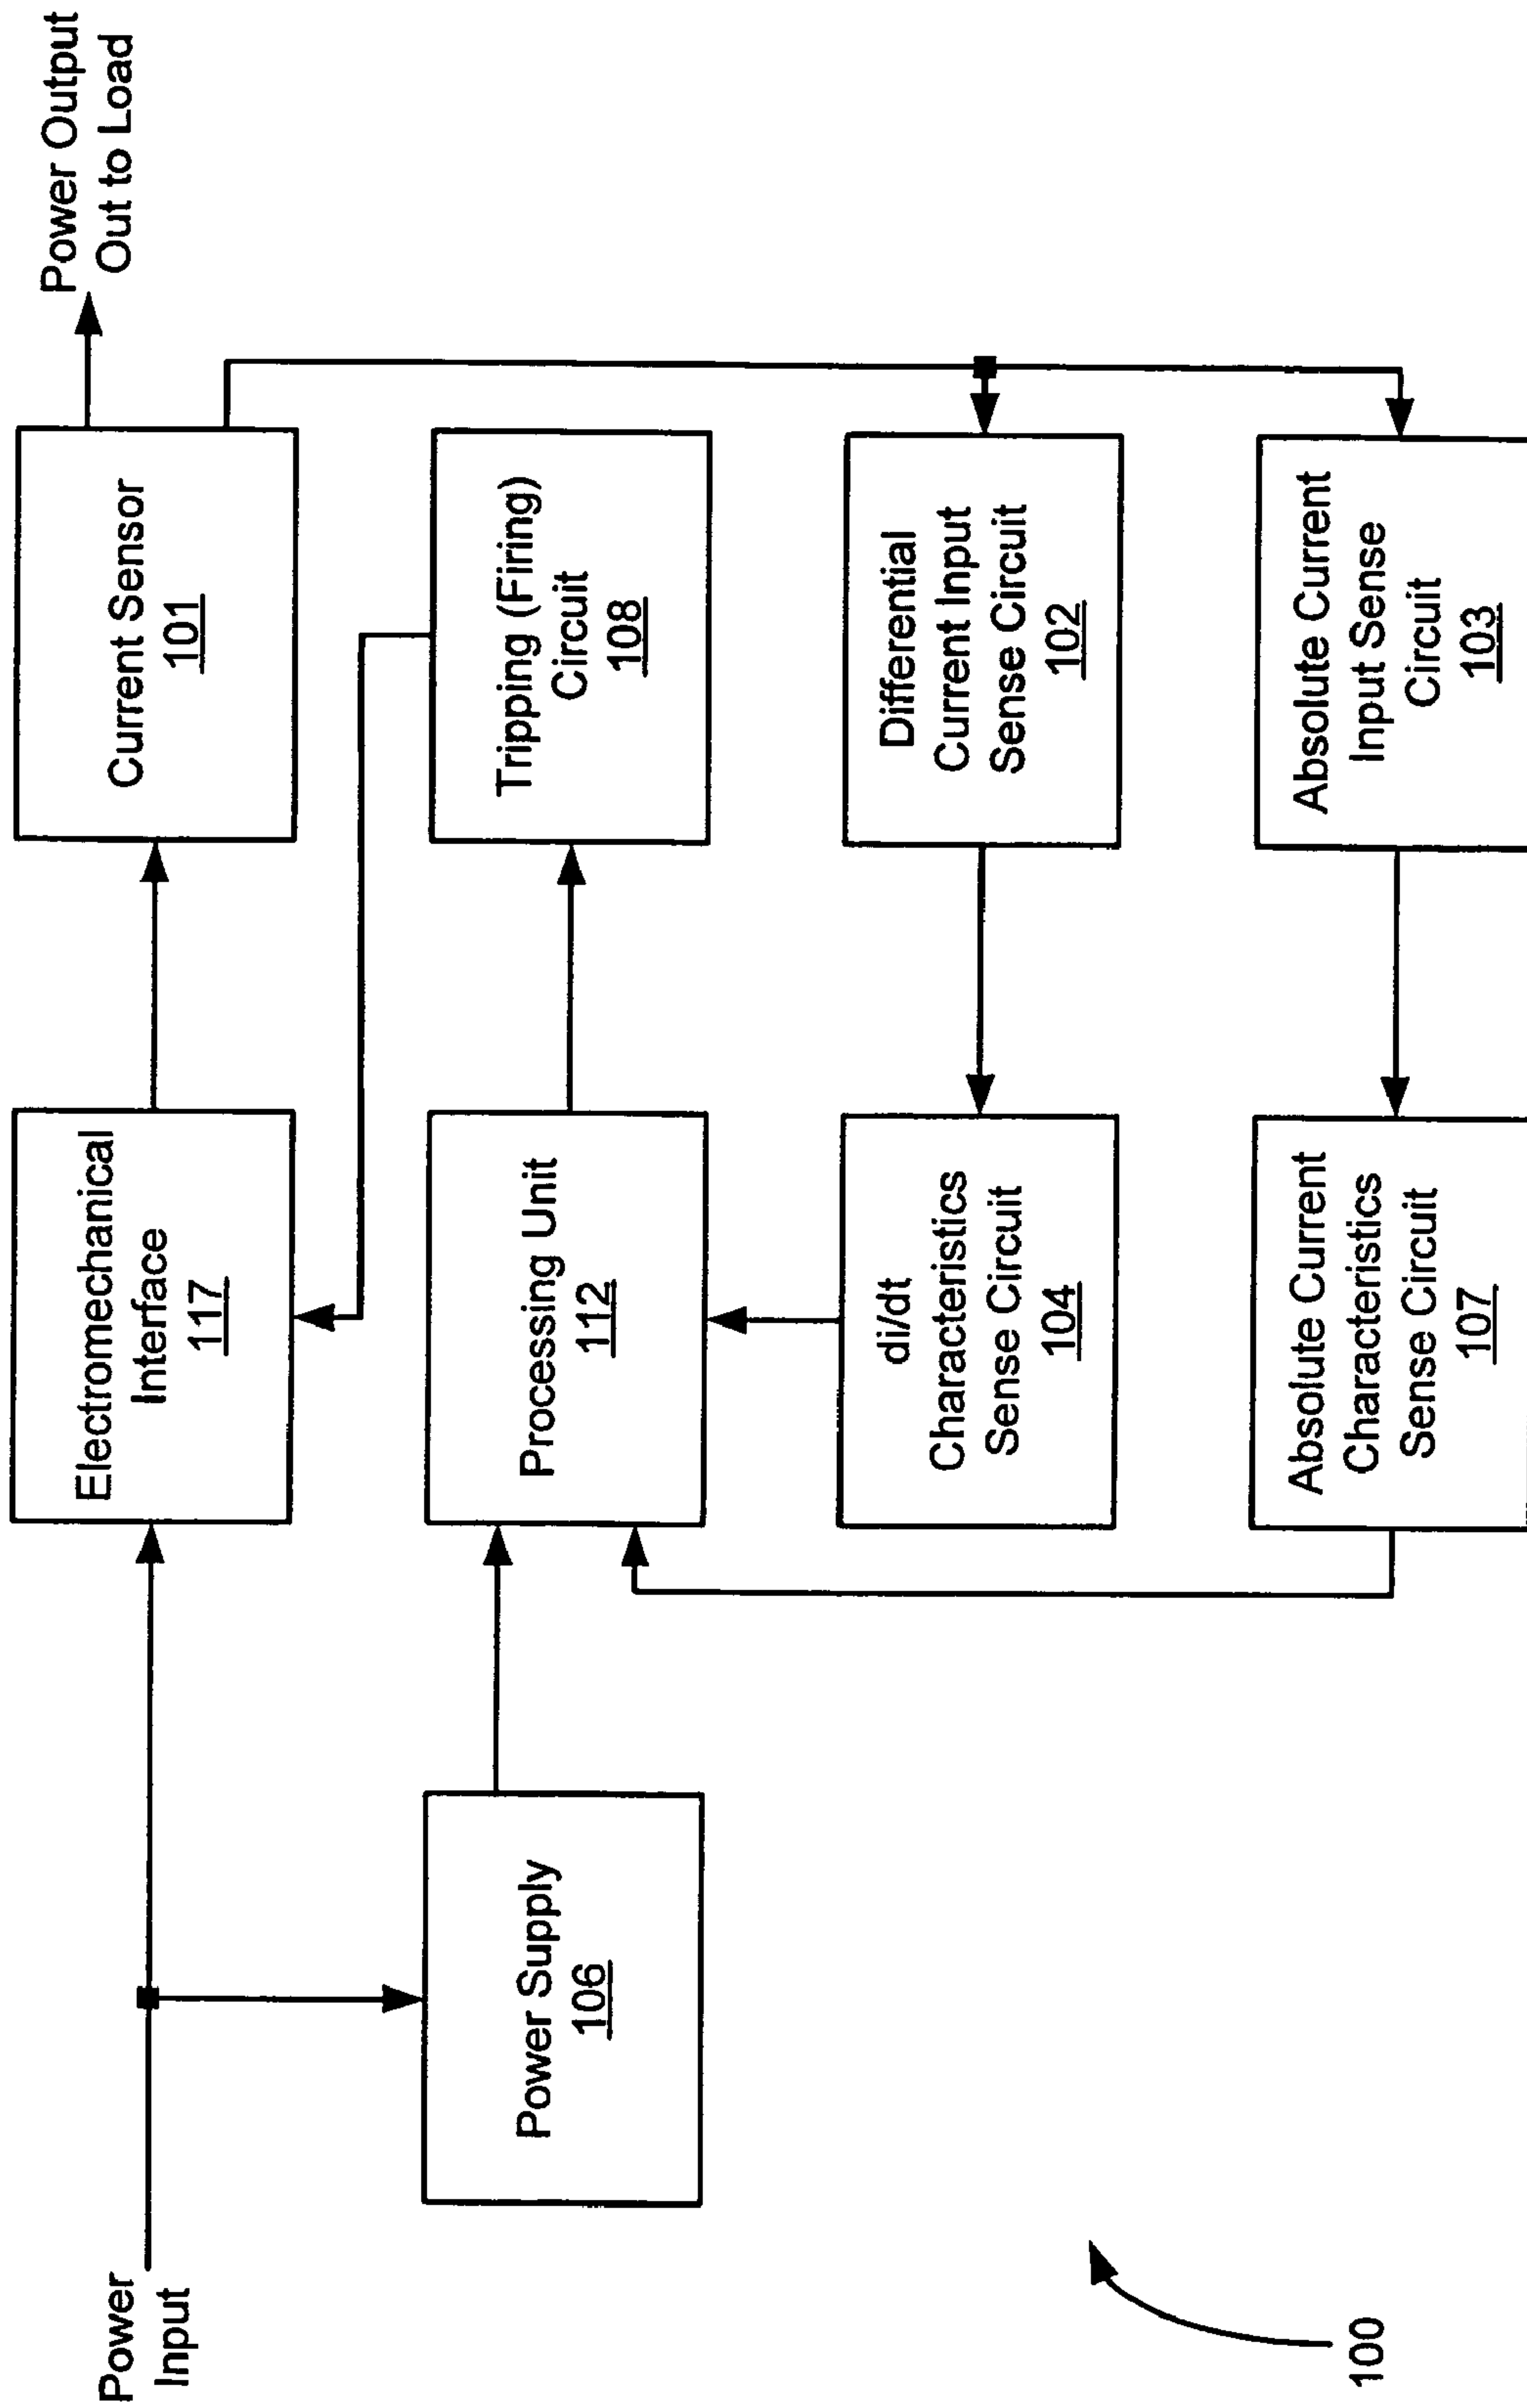 Power
Input
Electromechanical
Interface
117
Current Sensor
101
Power Output
Out to Load
Power Supply
106
Processing Unit
112
Tripping (Firing)
Circuit
108
di/dt
Characteristics
Sense Circuit
104
Differential
Current Input
Sense Circuit
102
Absolute Current
Characteristics
Sense Circuit
107
Absolute Current
Input Sense
Circuit
103
100